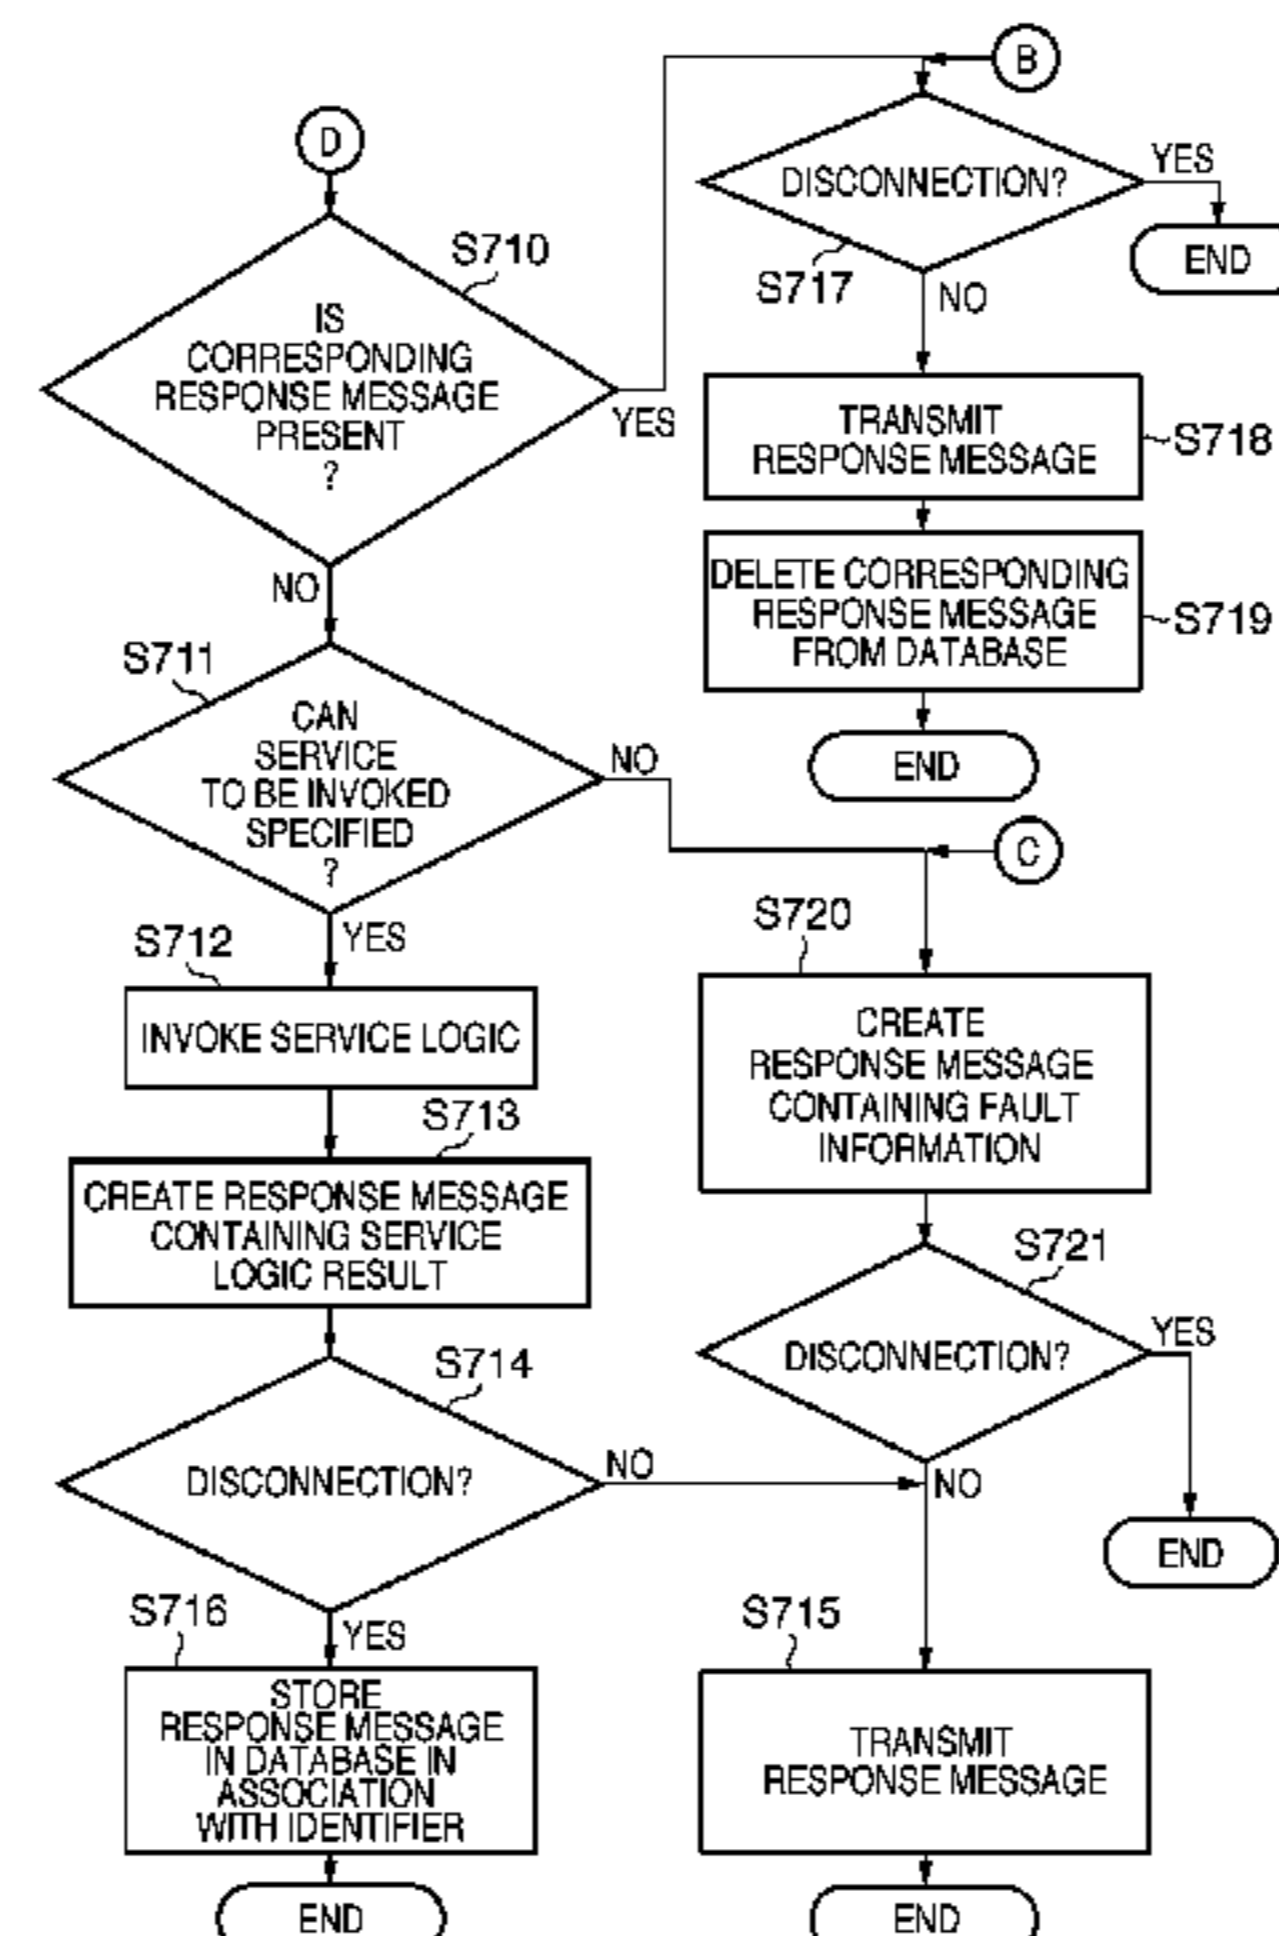 D
S710
IS
CORRESPONDING
RESPONSE MESSAGE
PRESENT
?
YES
NO
S711
CAN
SERVICE
TO BE INVOKED
SPECIFIED
?
NO
YES
S712
INVOKE SERVICE LOGIC
S713
CREATE RESPONSE MESSAGE
CONTAINING SERVICE
LOGIC RESULT
S714
DISCONNECTION?
NO
YES
S716
STORE
RESPONSE MESSAGE
IN DATABASE IN
ASSOCIATION
WITH IDENTIFIER
END
B
DISCONNECTION?
YES
END
S717
NO
TRANSMIT
RESPONSE MESSAGE
S718
DELETE CORRESPONDING
RESPONSE MESSAGE
FROM DATABASE
S719
END
C
S720
CREATE
RESPONSE MESSAGE
CONTAINING FAULT
INFORMATION
S721
DISCONNECTION?
YES
NO
END
S715
TRANSMIT
RESPONSE MESSAGE
END